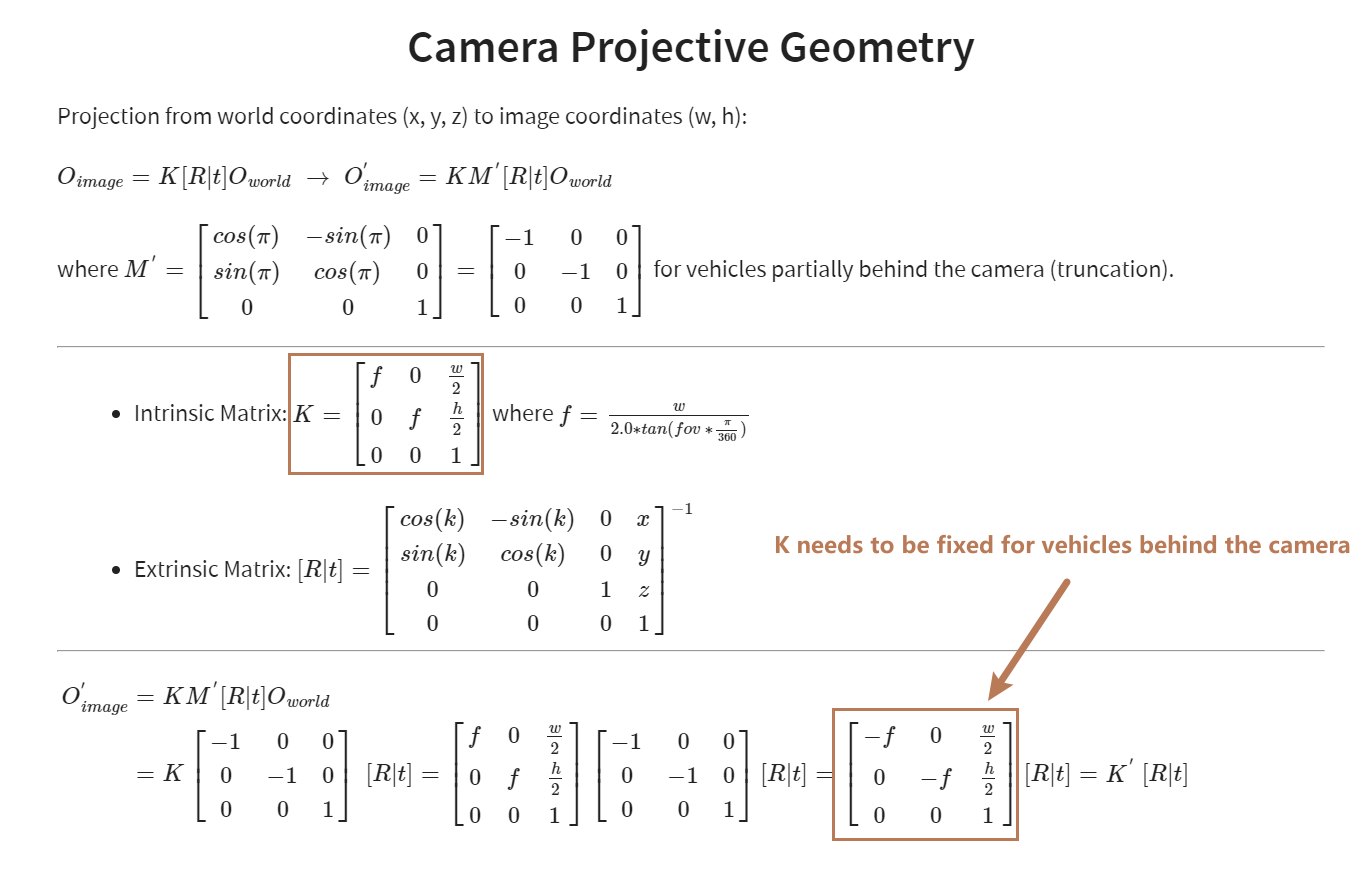 Camera Projective Geometry
Projection from world coordinates (x, y, z) to image coordinates (w, h):
$O_{image} = K[R|t]O_{world} \rightarrow O'_{image} = KM'[R|t]O_{world}$
where $M' = \begin{bmatrix} cos(\pi) & -sin(\pi) & 0 \\ sin(\pi) & cos(\pi) & 0 \\ 0 & 0 & 1 \end{bmatrix} = \begin{bmatrix} -1 & 0 & 0 \\ 0 & -1 & 0 \\ 0 & 0 & 1 \end{bmatrix}$ for vehicles partially behind the camera (truncation).
• Intrinsic Matrix: $K = \begin{bmatrix} f & 0 & \frac{w}{2} \\ 0 & f & \frac{h}{2} \\ 0 & 0 & 1 \end{bmatrix}$ where $f = \frac{w}{2.0*tan(fov*\frac{\pi}{360})}$
• Extrinsic Matrix: $[R|t] = \begin{bmatrix} cos(k) & -sin(k) & 0 & x \\ sin(k) & cos(k) & 0 & y \\ 0 & 0 & 1 & z \\ 0 & 0 & 0 & 1 \end{bmatrix}^{-1}$
K needs to be fixed for vehicles behind the camera
$O'_{image} = KM'[R|t]O_{world}$
$= K \begin{bmatrix} -1 & 0 & 0 \\ 0 & -1 & 0 \\ 0 & 0 & 1 \end{bmatrix} [R|t] = \begin{bmatrix} f & 0 & \frac{w}{2} \\ 0 & f & \frac{h}{2} \\ 0 & 0 & 1 \end{bmatrix} \begin{bmatrix} -1 & 0 & 0 \\ 0 & -1 & 0 \\ 0 & 0 & 1 \end{bmatrix} [R|t] = \begin{bmatrix} -f & 0 & \frac{w}{2} \\ 0 & -f & \frac{h}{2} \\ 0 & 0 & 1 \end{bmatrix} [R|t] = K' [R|t]$